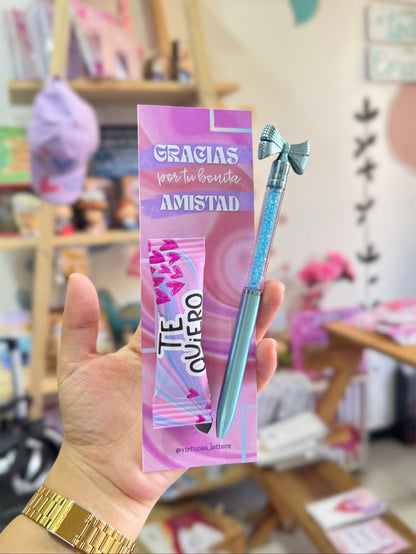 GRACIAS
por tu bonita
AMISTAD
TE
QUIERO
@virtuosa_letters